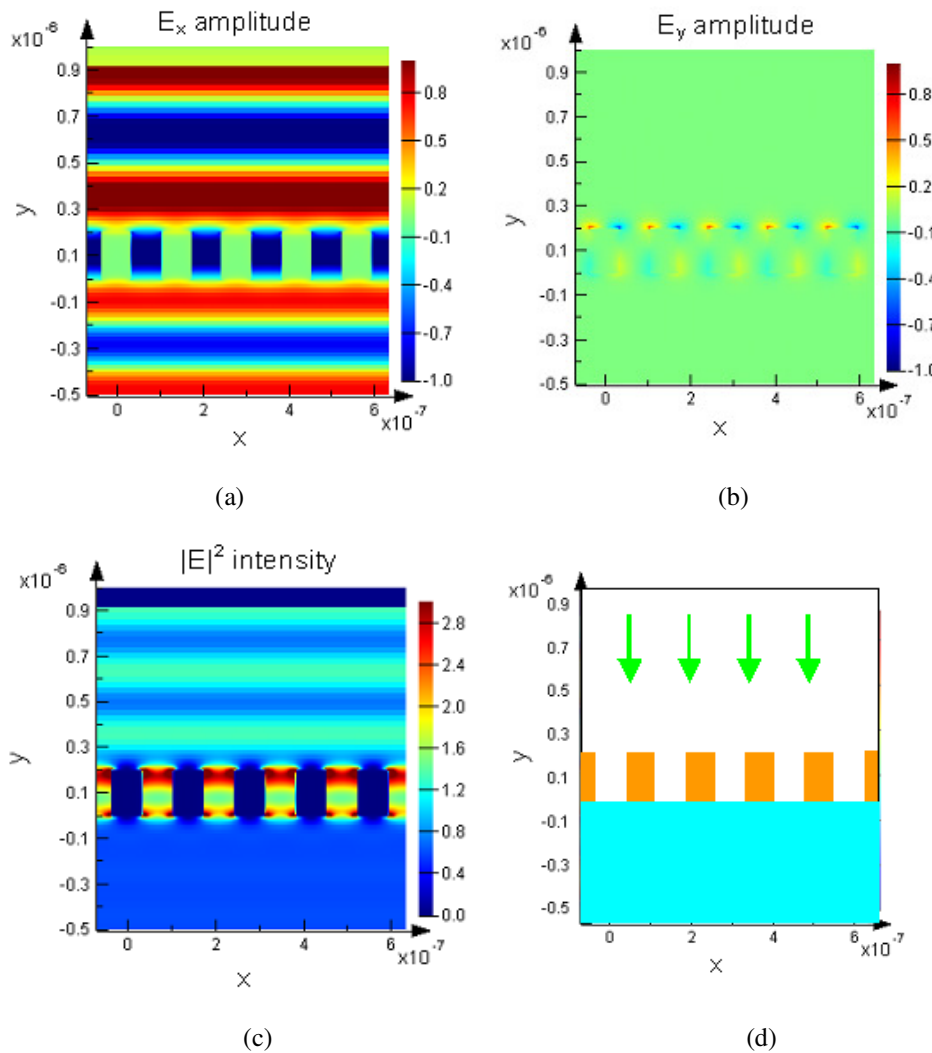 x10⁻⁶ Eₓ amplitude
0.9
0.7
0.5
0.3
0.1
-0.1
-0.3
-0.5
y
0 2 4 6
x10⁻⁷
x
0.8
0.5
0.2
-0.1
-0.4
-0.7
-1.0
(a)
x10⁻⁶ E_y amplitude
0.9
0.7
0.5
0.3
0.1
-0.1
-0.3
-0.5
y
0 2 4 6
x10⁻⁷
x
0.8
0.5
0.2
-0.1
-0.4
-0.7
-1.0
(b)
x10⁻⁶ |E|² intensity
0.9
0.7
0.5
0.3
0.1
-0.1
-0.3
-0.5
y
0 2 4 6
x10⁻⁷
x
2.8
2.4
2.0
1.6
1.2
0.8
0.4
0.0
(c)
x10⁻⁶
0.9
0.7
0.5
0.3
0.1
-0.1
-0.3
-0.5
y
0 2 4 6
x10⁻⁷
x
(d)